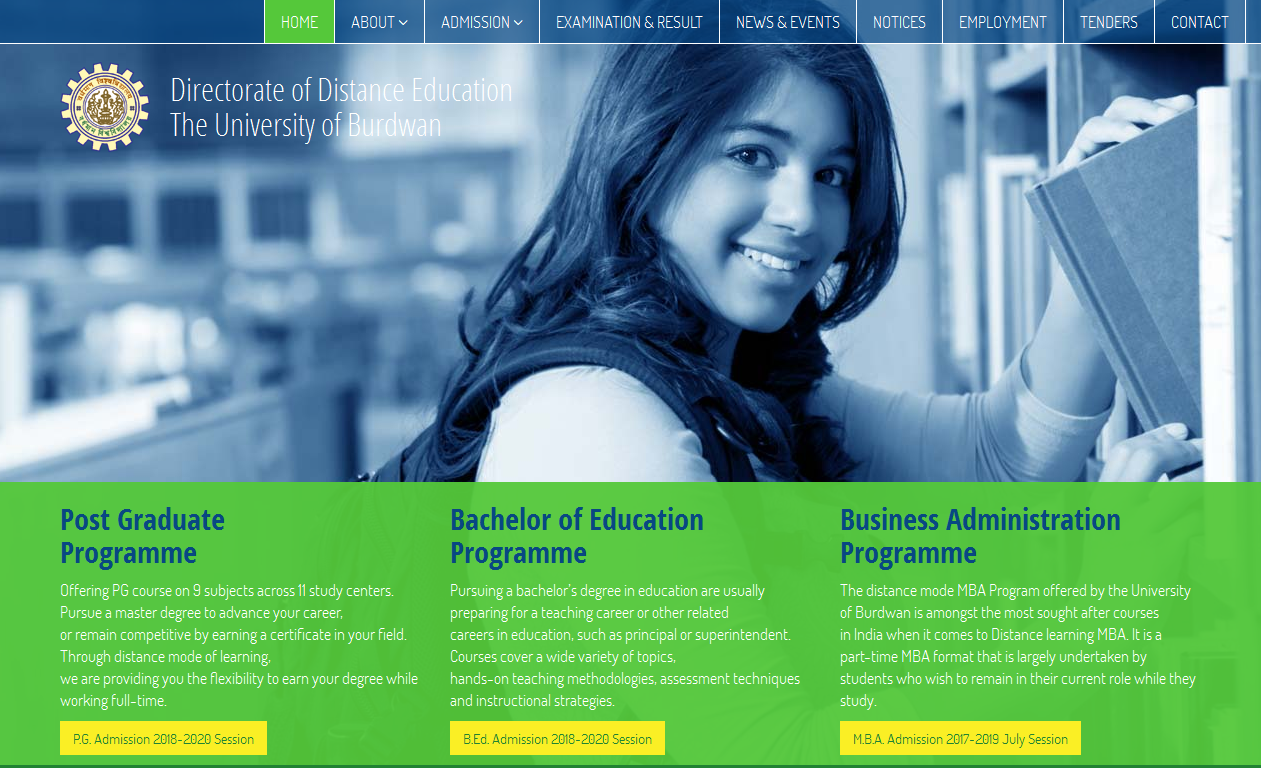 HOME
ABOUT
ADMISSION
EXAMINATION & RESULT
NEWS & EVENTS
NOTICES
EMPLOYMENT
TENDERS
CONTACT
Directorate of Distance Education
The University of Burdwan
Post Graduate
Programme
Offering PG course on 9 subjects across 11 study centers.
Pursue a master degree to advance your career,
or remain competitive by earning a certificate in your field.
Through distance mode of learning,
we are providing you the flexibility to earn your degree while
working full-time.
P.G. Admission 2018-2020 Session
Bachelor of Education
Programme
Pursuing a bachelor's degree in education are usually
preparing for a teaching career or other related
careers in education, such as principal or superintendent.
Courses cover a wide variety of topics,
hands-on teaching methodologies, assessment techniques
and instructional strategies.
B.Ed. Admission 2018-2020 Session
Business Administration
Programme
The distance mode MBA Program offered by the University
of Burdwan is amongst the most sought after courses
in India when it comes to Distance learning MBA. It is a
part-time MBA format that is largely undertaken by
students who wish to remain in their current role while they
study.
M.B.A. Admission 2017-2019 July Session